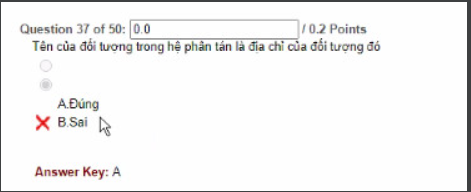 Question 37 of 50: 0.0 / 0.2 Points
Tên của đối tượng trong hệ phân tán là địa chỉ của đối tượng đó
A.Đúng
B.Sai
Answer Key: A